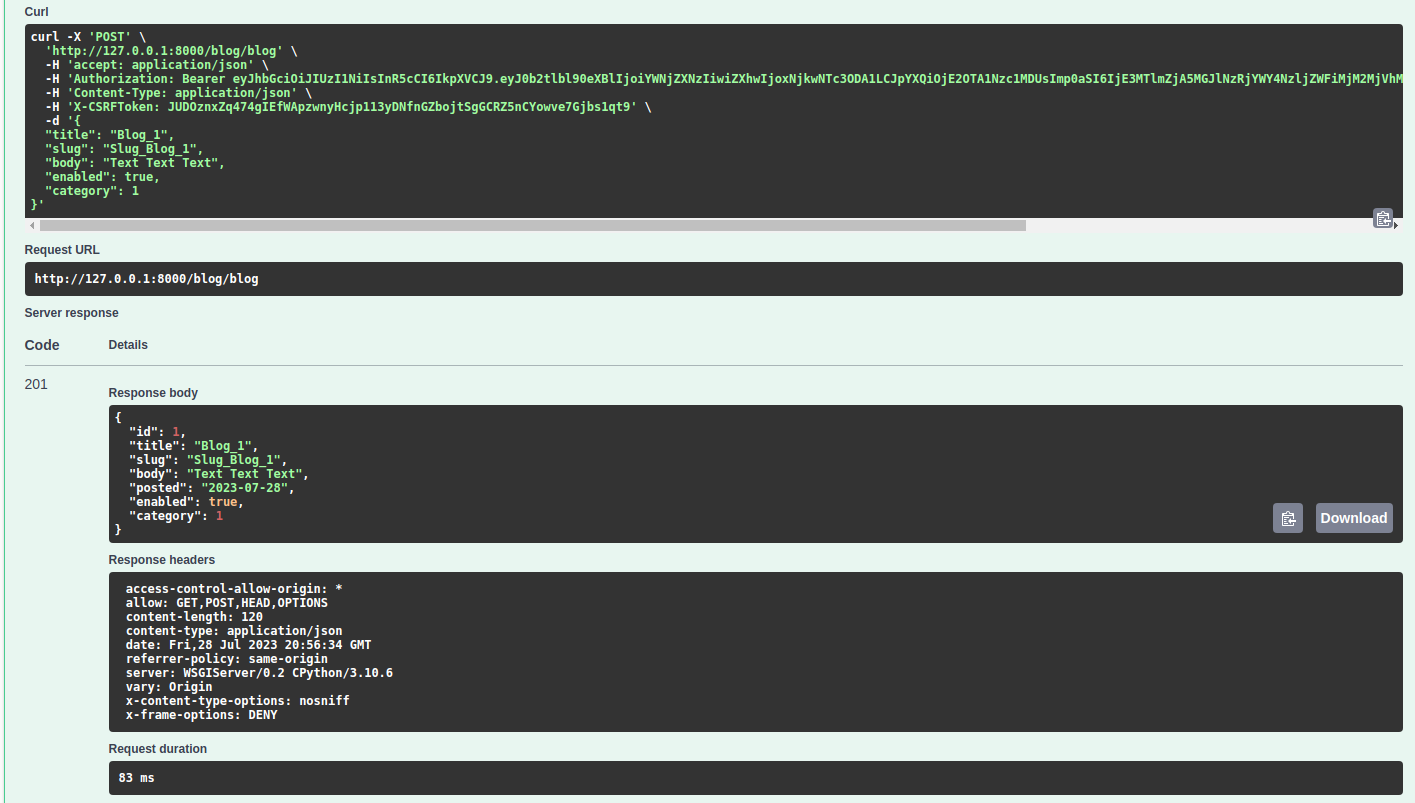 Curl
curl -X 'POST' \
'http://127.0.0.1:8000/blog/blog' \
-H 'accept: application/json' \
-H 'Authorization: Bearer eyJhbGciOiJIUzI1NiIsInR5cCI6IkpXVCJ9.eyJ0b2tlbl90eXBlIjoiYWNjZXNzIiwiZXhwIjoxNjkwNTc3ODA1LCJpYXQiOjE2OTA1Nzc1MDUsImp0aSI6IjE3MTlmZjA5MGJlNzRjYWY4NzljZWFiMjM2MjVhM
-H 'Content-Type: application/json' \
-H 'X-CSRFToken: JUDOznxZq474gIEfWApzwnyHcjp113yDNfnGZbojtSgGCRZ5nCYowve7Gjbs1qt9' \
-d '{
"title": "Blog_1",
"slug": "Slug_Blog_1",
"body": "Text Text Text",
"enabled": true,
"category": 1
}'
Request URL
http://127.0.0.1:8000/blog/blog
Server response
Code Details
201
Response body
{
"id": 1,
"title": "Blog_1",
"slug": "Slug_Blog_1",
"body": "Text Text Text",
"posted": "2023-07-28",
"enabled": true,
"category": 1
}
Download
Response headers
access-control-allow-origin: *
allow: GET,POST,HEAD,OPTIONS
content-length: 120
content-type: application/json
date: Fri,28 Jul 2023 20:56:34 GMT
referrer-policy: same-origin
server: WSGIServer/0.2 CPython/3.10.6
vary: Origin
x-content-type-options: nosniff
x-frame-options: DENY
Request duration
83 ms